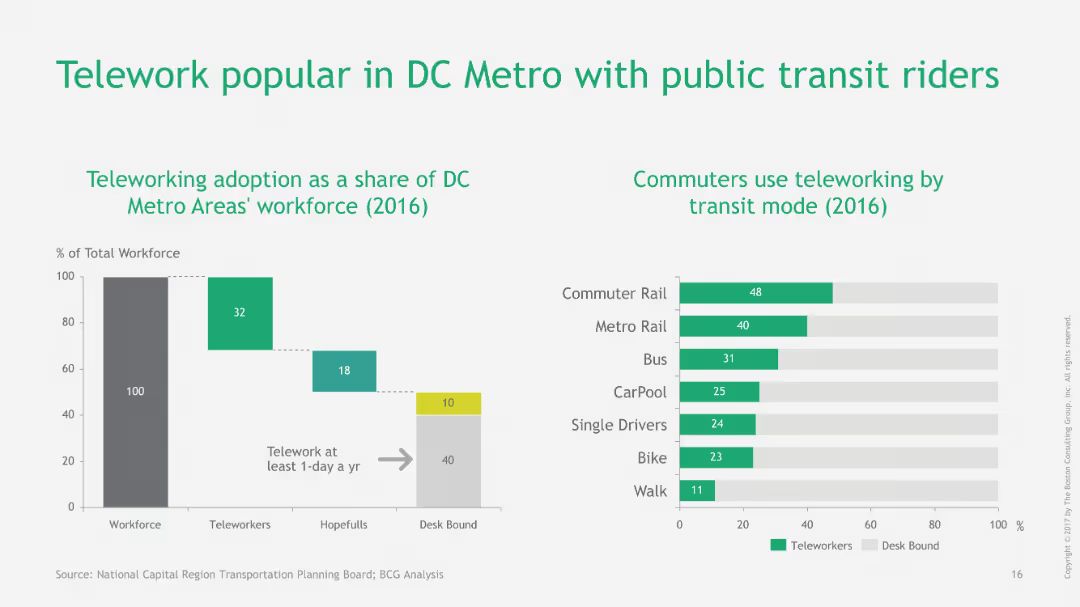 Telework popular in DC Metro with public transit riders
Teleworking adoption as a share of DC
Metro Areas' workforce (2016)
% of Total Workforce
100
80
60
40
20
0
100
32
18
10
40
Telework at
least 1-day a yr
Workforce
Teleworkers
Hopefulls
Desk Bound
Commuters use teleworking by
transit mode (2016)
Commuter Rail
48
Metro Rail
40
Bus
31
CarPool
25
Single Drivers
24
Bike
23
Walk
11
0
20
40
60
80
100
%
Teleworkers
Desk Bound
Source: National Capital Region Transportation Planning Board; BCG Analysis
16
Copyright © 2017 by The Boston Consulting Group, Inc. All rights reserved.